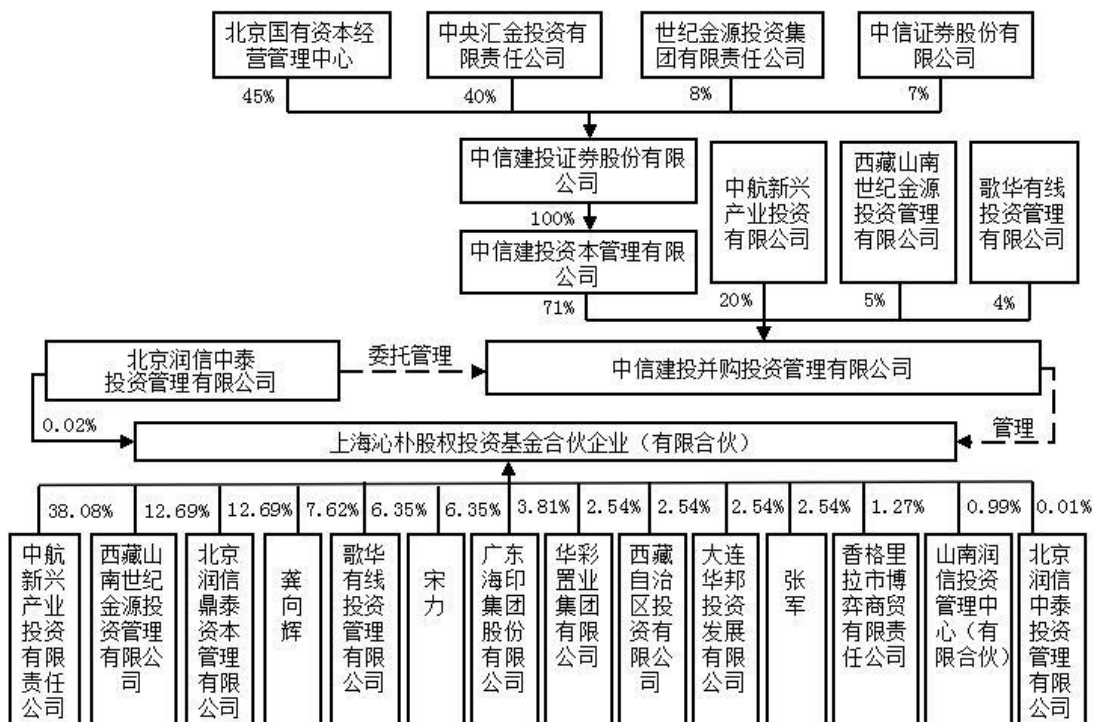 北京国有资本经
营管理中心
中央汇金投资有
限责任公司
世纪金源投资集
团有限责任公司
中信证券股份有
限公司
45%
40%
8%
7%
中信建投证券股份有限
公司
中航新兴
产业投资
有限公司
西藏山南
世纪金源
投资管理
有限公司
歌华有线
投资管理
有限公司
100%
中信建投资本管理有限
公司
71%
20%
5%
4%
北京润信中泰
投资管理有限公司
委托管理
中信建投并购投资管理有限公司
0.02%
管理
上海沁朴股权投资基金合伙企业（有限合伙）
38.08%
12.69%
12.69%
7.62%
6.35%
6.35%
3.81%
2.54%
2.54%
2.54%
2.54%
1.27%
0.99%
0.01%
中航
新兴
产业
投资
有限
责任
公司
西藏山
南世纪
金源投
资管理
有限公
司
北京
润信
鼎泰
资本
管理
有限
公司
龚
向
辉
歌华
有线
投资
管理
有限
公司
宋
力
广东
海印
集团
股份
有限
公司
华彩
置业
集团
有限
公司
西藏
自治
区投
资有
限公
司
大连
华邦
投资
发展
有限
公司
张
军
香格里
拉市博
弈商贸
有限责
任公司
山南润
信投资
管理中
心（有
限合伙）
北京
润信
中泰
投资
管理
有限
公司